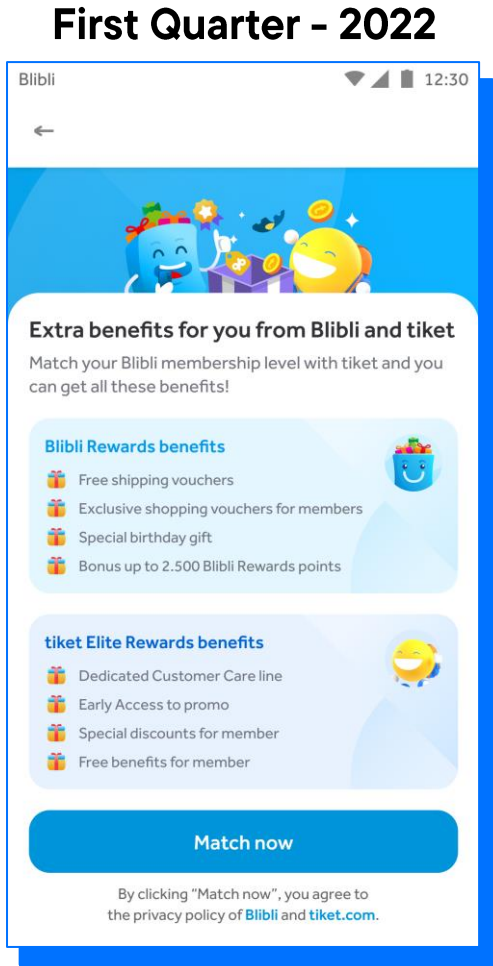 First Quarter - 2022
Blibli
12:30
Extra benefits for you from Blibli and tiket
Match your Blibli membership level with tiket and you
can get all these benefits!
Blibli Rewards benefits
Free shipping vouchers
Exclusive shopping vouchers for members
Special birthday gift
Bonus up to 2.500 Blibli Rewards points
tiket Elite Rewards benefits
Dedicated Customer Care line
Early Access to promo
Special discounts for member
Free benefits for member
Match now
By clicking “Match now”, you agree to
the privacy policy of Blibli and tiket.com.